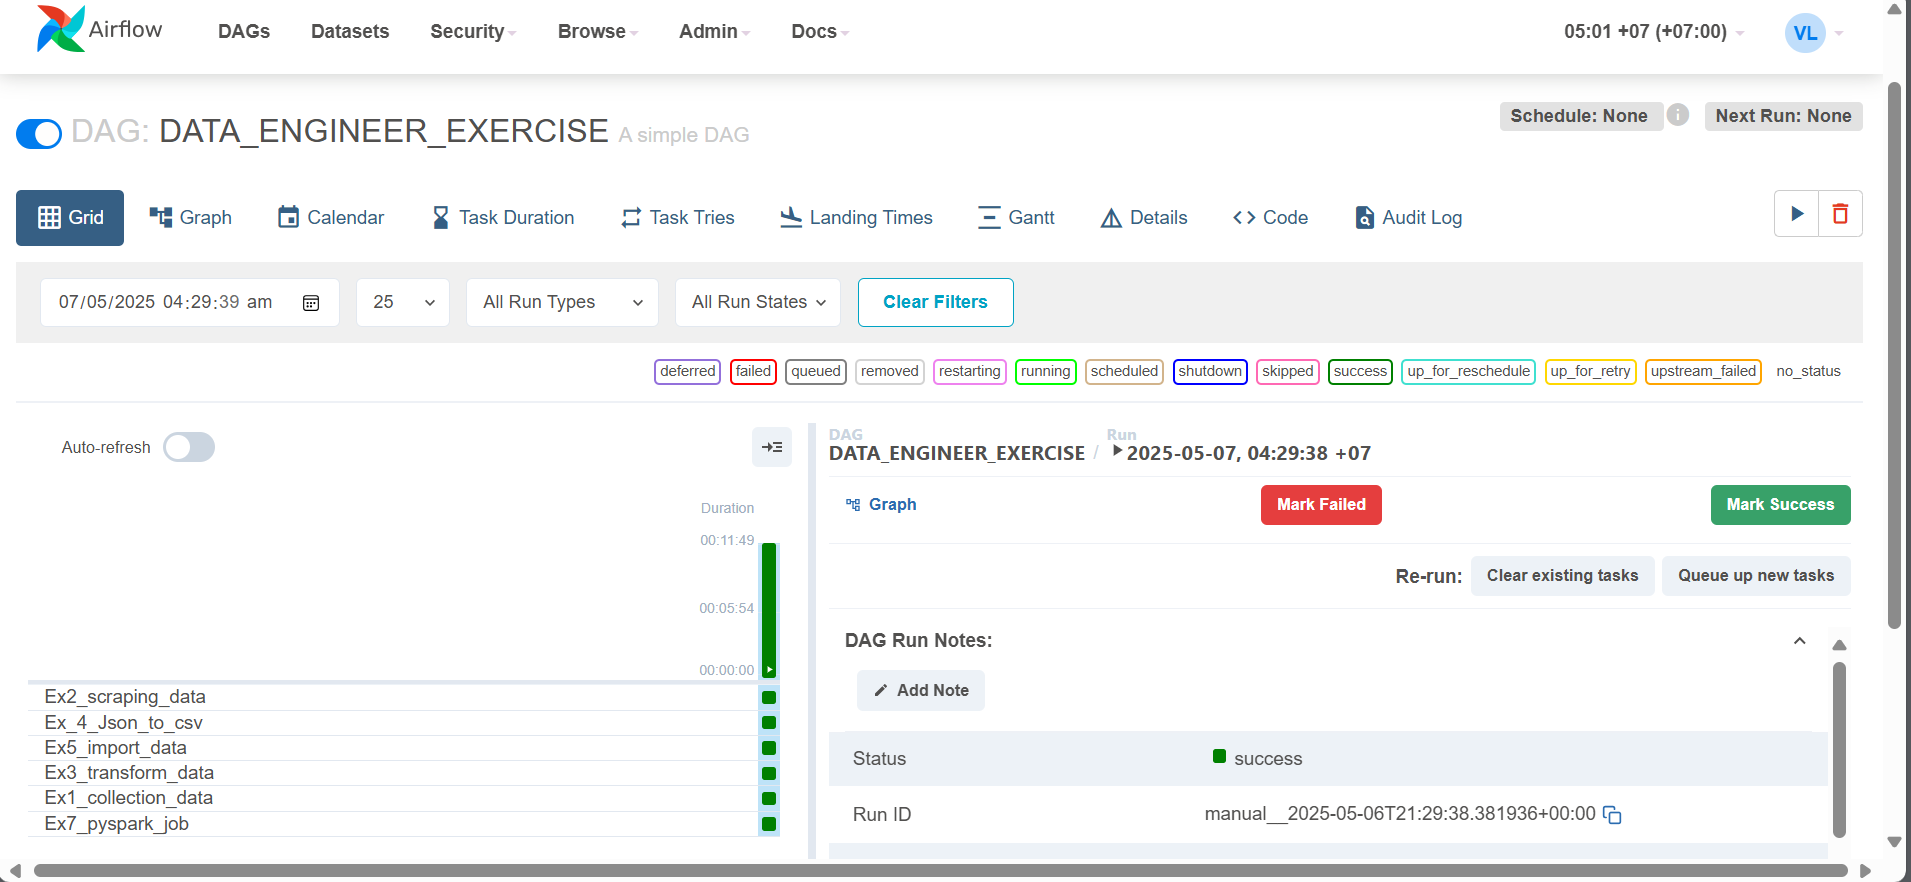 Airflow DAGs Datasets Security Browse Admin Docs 05:01 +07 (+07:00) VL
Schedule: None i Next Run: None
DAG: DATA_ENGINEER_EXERCISE A simple DAG
Grid Graph Calendar Task Duration Task Tries Landing Times Gantt Details Code Audit Log
07/05/2025 04:29:39 am 25 All Run Types All Run States Clear Filters
deferred failed queued removed restarting running scheduled shutdown skipped success up_for_reschedule up_for_retry upstream_failed no_status
Auto-refresh
Duration
00:11:49
00:05:54
00:00:00
Ex2_scraping_data
Ex_4_Json_to_csv
Ex5_import_data
Ex3_transform_data
Ex1_collection_data
Ex7_pyspark_job
DAG Run
DATA_ENGINEER_EXERCISE / 2025-05-07, 04:29:38 +07
Graph Mark Failed Mark Success
Re-run: Clear existing tasks Queue up new tasks
DAG Run Notes:
Add Note
Status success
Run ID manual__2025-05-06T21:29:38.381936+00:00